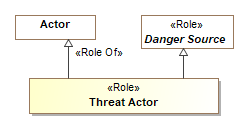 Actor
«Role»
Danger Source
«Role Of»
«Role»
Threat Actor